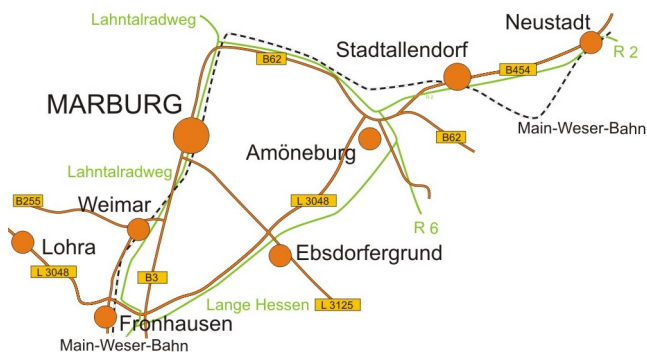 Lahntalradweg
Neustadt
Stadtallendorf
R 2
B62
B454
MARBURG
R2
Main-Weser-Bahn
B62
Amöneburg
Lahntalradweg
B255
Weimar
L 3048
R 6
Lohra
Ebsdorfergrund
L 3048
B3
Lange Hessen
L 3125
Fronhausen
Main-Weser-Bahn